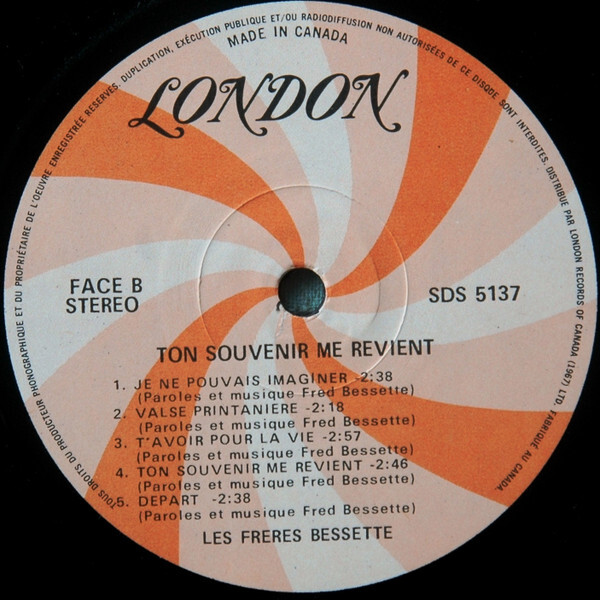 TOUS DROITS DU PRODUCTEUR PHONOGRAPHIQUE ET DU PROPRIÉTAIRE DE L'OEUVRE ENREGISTRÉE RESERVES. DUPLICATION, EXÉCUTION PUBLIQUE ET/OU RADIODIFFUSION NON AUTORISÉES DE CE DISQUE SONT INTERDITES. DISTRIBUE PAR LONDON RECORDS OF CANADA (1967) LTD. FABRIQUE AU CANADA.
MADE IN CANADA
LONDON
FACE B
STEREO
SDS 5137
TON SOUVENIR ME REVIENT
1. JE NE POUVAIS IMAGINER -2:38
(Paroles et musique Fred Bessette)
2. VALSE PRINTANIERE -2:18
(Paroles et musique Fred Bessette)
3. T'AVOIR POUR LA VIE -2:57
(Paroles et musique Fred Bessette)
4. TON SOUVENIR ME REVIENT -2:46
(Paroles et musique Fred Bessette)
5. DEPART -2:38
(Paroles et musique Fred Bessette)
LES FRERES BESSETTE